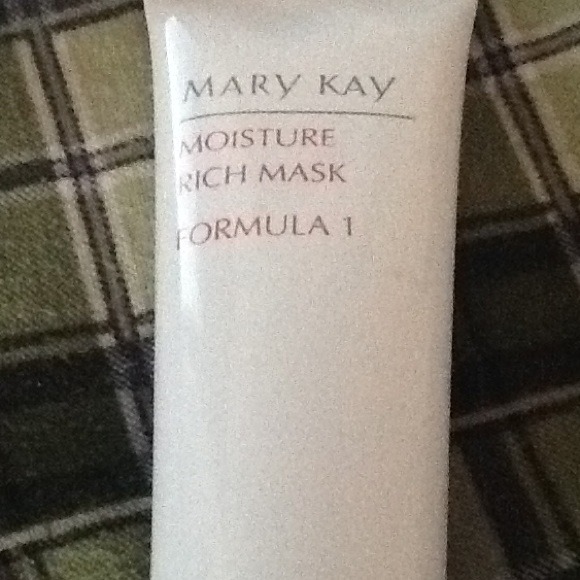 MARY KAY
MOISTURE
RICH MASK
FORMULA 1